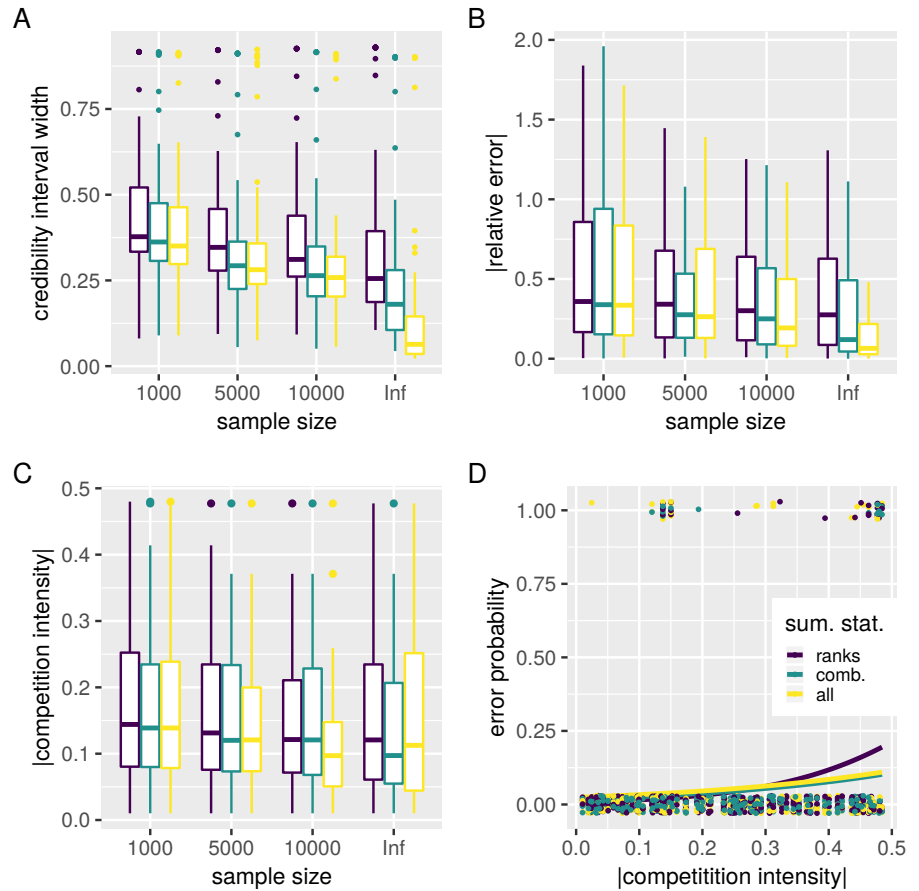 A
credibility interval width
0.75
0.50
0.25
0.00
1000 5000 10000 Inf
sample size
B
|relative error|
2.0
1.5
1.0
0.5
0.0
1000 5000 10000 Inf
sample size
C
|competition intensity|
0.5
0.4
0.3
0.2
0.1
0.0
1000 5000 10000 Inf
sample size
D
error probability
1.00
0.75
0.50
0.25
0.00
sum. stat.
ranks
comb.
all
0.0 0.1 0.2 0.3 0.4 0.5
|competitition intensity|